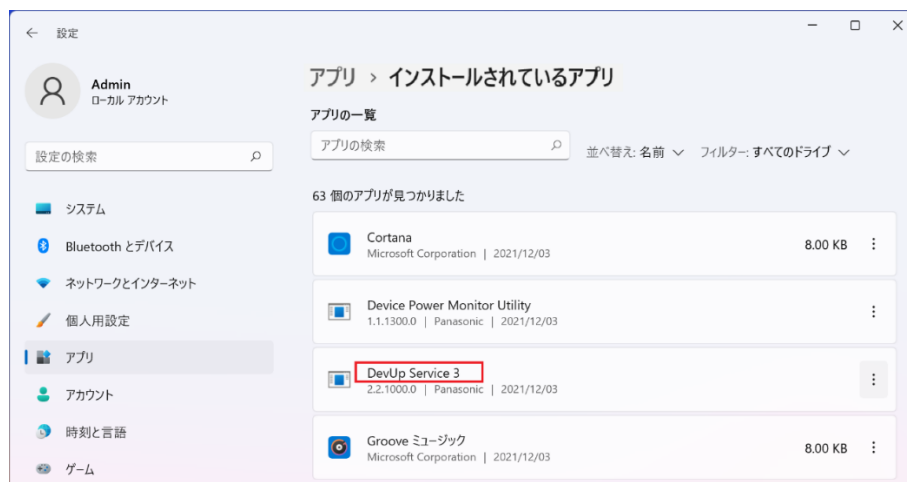 設定
Admin
ローカル アカウント
設定の検索
システム
Bluetooth とデバイス
ネットワークとインターネット
個人用設定
アプリ
アカウント
時刻と言語
ゲーム
アプリ › インストールされているアプリ
アプリの一覧
アプリの検索
並べ替え: 名前 フィルター: すべてのドライブ
63 個のアプリが見つかりました
Cortana
Microsoft Corporation | 2021/12/03
8.00 KB
Device Power Monitor Utility
1.1.1300.0 | Panasonic | 2021/12/03
DevUp Service 3
2.2.1000.0 | Panasonic | 2021/12/03
Groove ミュージック
Microsoft Corporation | 2021/12/03
8.00 KB